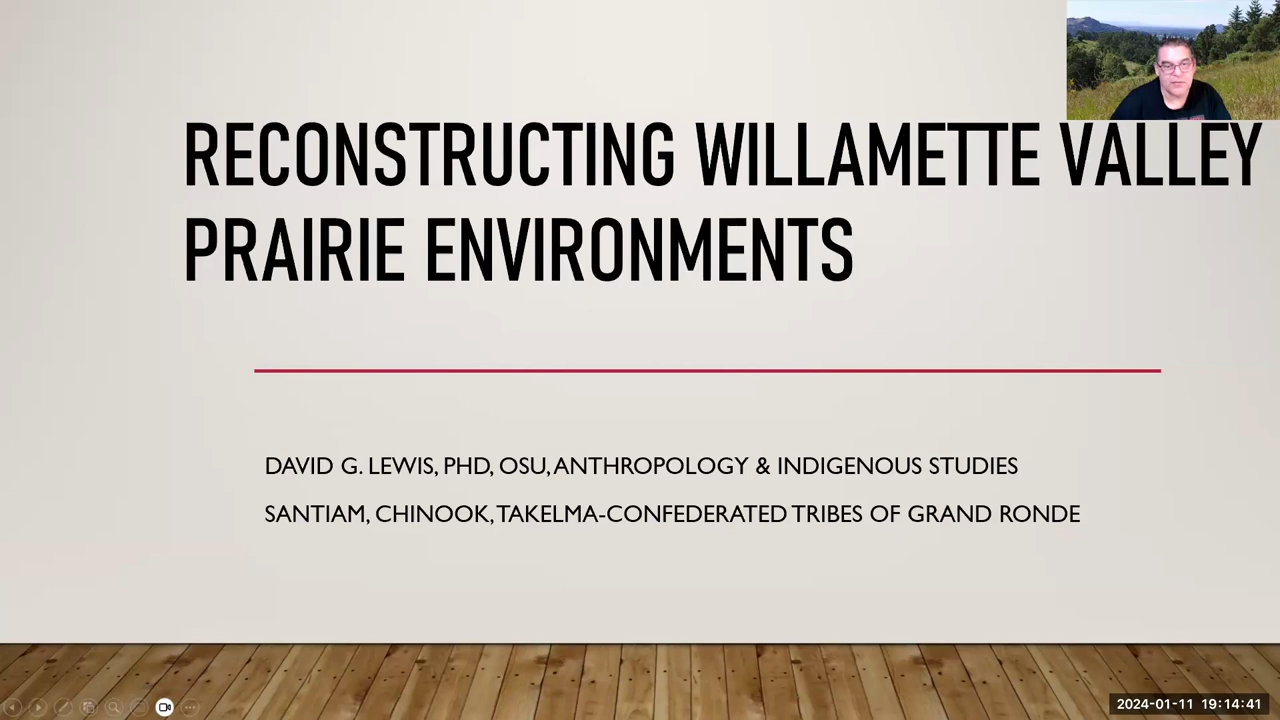 RECONSTRUCTING WILLAMETTE VALLEY
PRAIRIE ENVIRONMENTS
DAVID G. LEWIS, PHD, OSU, ANTHROPOLOGY & INDIGENOUS STUDIES
SANTIAM, CHINOOK, TAKELMA-CONFEDERATED TRIBES OF GRAND RONDE
2024-01-11 19:14:41